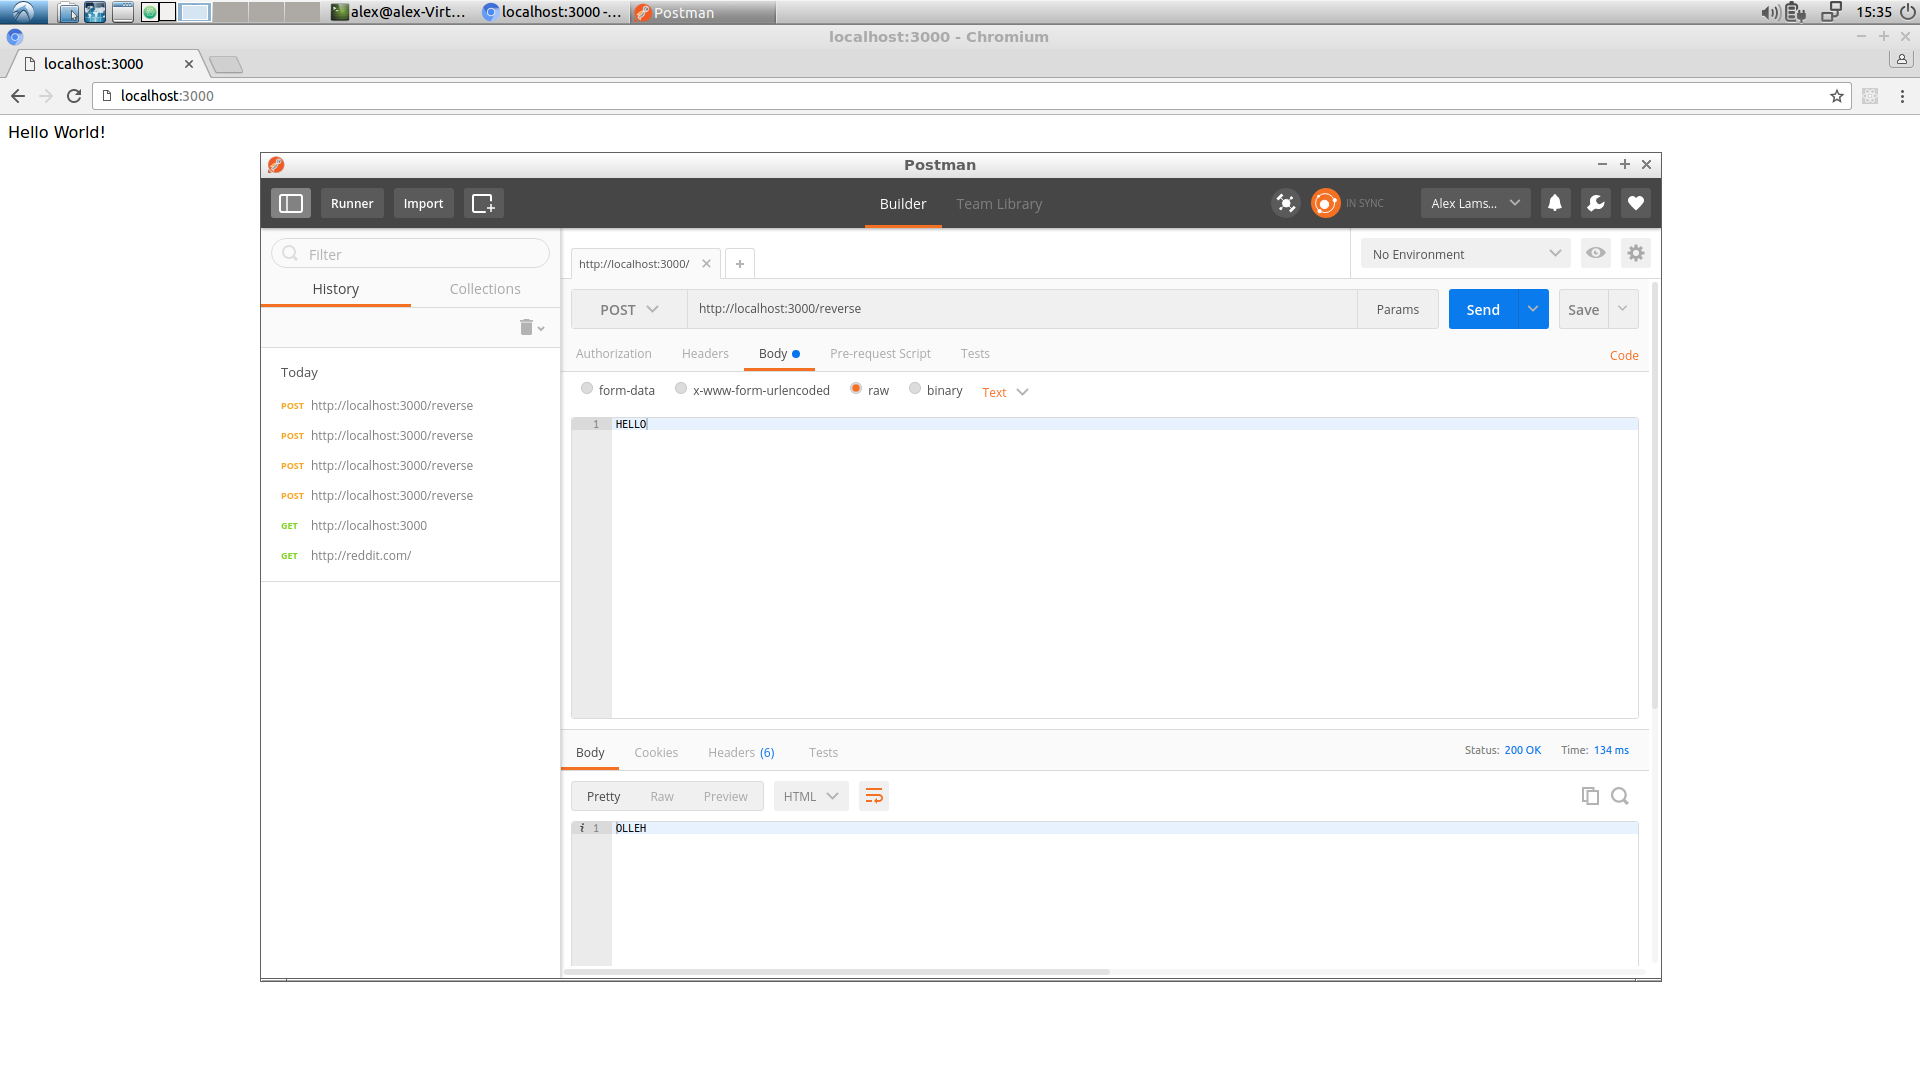 alex@alex-Virt...
localhost:3000 -...
Postman
15:35
localhost:3000 - Chromium
localhost:3000
localhost:3000
Hello World!
Postman
Runner
Import
Builder
Team Library
IN SYNC
Alex Lams...
Filter
http://localhost:3000/
No Environment
History
Collections
POST
http://localhost:3000/reverse
Params
Send
Save
Authorization
Headers
Body
Pre-request Script
Tests
Code
Today
form-data
x-www-form-urlencoded
raw
binary
Text
POST http://localhost:3000/reverse
POST http://localhost:3000/reverse
POST http://localhost:3000/reverse
POST http://localhost:3000/reverse
GET http://localhost:3000
GET http://reddit.com/
1 HELLO
Body
Cookies
Headers (6)
Tests
Status: 200 OK
Time: 134 ms
Pretty
Raw
Preview
HTML
i 1 OLLEH